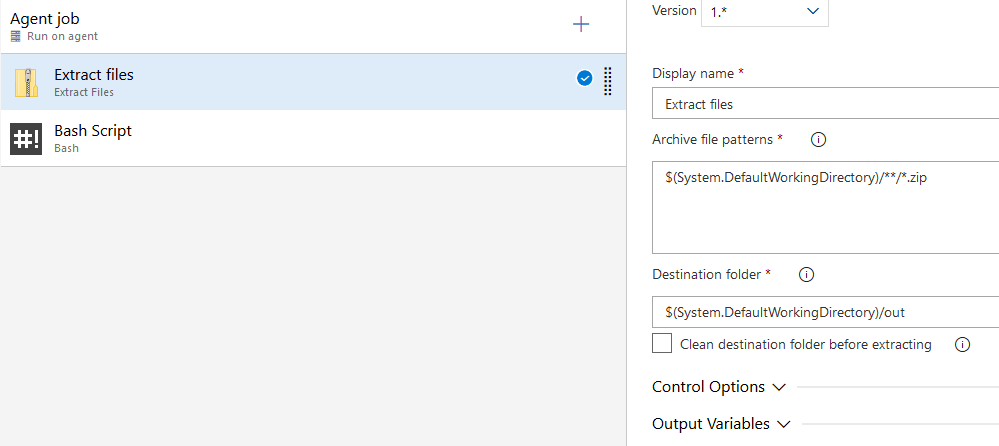 Agent job
Run on agent
Extract files
Extract Files
#!
Bash Script
Bash
Version 1.*
Display name *
Extract files
Archive file patterns *
$(System.DefaultWorkingDirectory)/**/*.zip
Destination folder *
$(System.DefaultWorkingDirectory)/out
Clean destination folder before extracting
Control Options
Output Variables